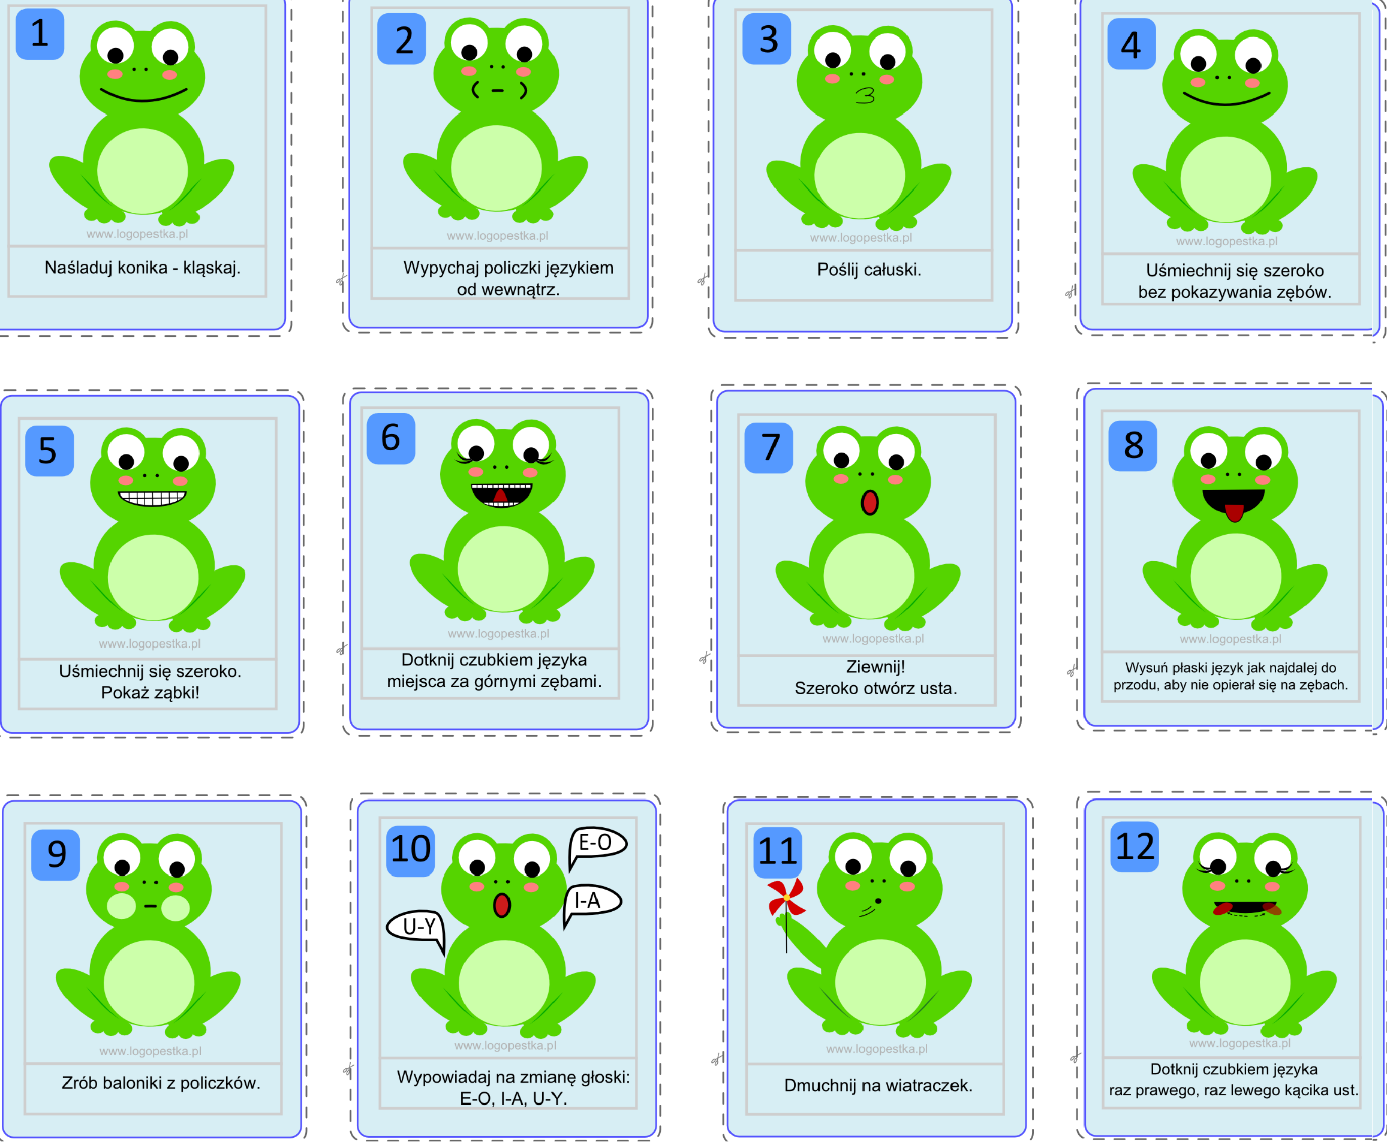 1
www.logopestka.pl
Naśladuj konika - kląskaj.
2
www.logopestka.pl
Wypychaj policzki językiem
od wewnątrz.
3
www.logopestka.pl
Poślij całuski.
4
www.logopestka.pl
Uśmiechnij się szeroko
bez pokazywania zębów.
5
www.logopestka.pl
Uśmiechnij się szeroko.
Pokaż ząbki!
6
www.logopestka.pl
Dotknij czubkiem języka
miejsca za górnymi zębami.
7
www.logopestka.pl
Ziewnij!
Szeroko otwórz usta.
8
www.logopestka.pl
Wysuń płaski język jak najdalej do
przodu, aby nie opierał się na zębach.
9
www.logopestka.pl
Zrób baloniki z policzków.
10
E-O
I-A
U-Y
www.logopestka.pl
Wypowiadaj na zmianę głoski:
E-O, I-A, U-Y.
11
www.logopestka.pl
Dmuchnij na wiatraczek.
12
www.logopestka.pl
Dotknij czubkiem języka
raz prawego, raz lewego kącika ust.